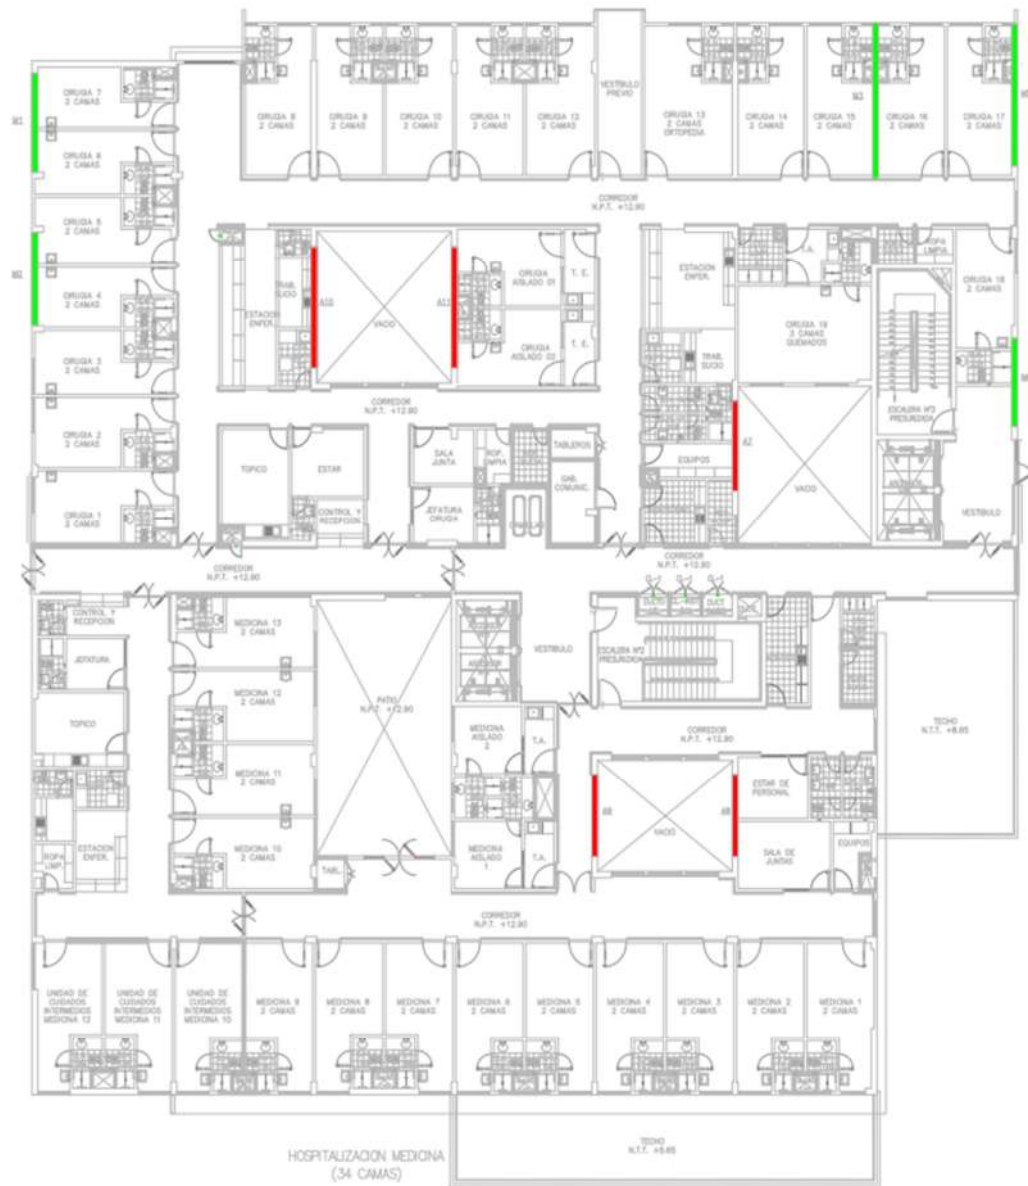 CIRUGIA 7
2 CAMAS
CIRUGIA 8
2 CAMAS
CIRUGIA 9
2 CAMAS
CIRUGIA 10
2 CAMAS
CIRUGIA 11
2 CAMAS
CIRUGIA 12
2 CAMAS
VESTIBULO
PREVIO
CIRUGIA 13
2 CAMAS
ORTOPEDIA
CIRUGIA 14
2 CAMAS
CIRUGIA 15
2 CAMAS
CIRUGIA 16
2 CAMAS
CIRUGIA 17
2 CAMAS
CIRUGIA 6
2 CAMAS
CORREDOR
N.P.T. +12.90
CIRUGIA 5
2 CAMAS
CIRUGIA 4
2 CAMAS
CIRUGIA 3
2 CAMAS
CIRUGIA 2
2 CAMAS
CIRUGIA 1
2 CAMAS
ESTACION
ENFER.
TRAB.
SUCIO
VACIO
CIRUGIA
AISLADO 01
T. E.
CIRUGIA
AISLADO 02
T. E.
ESTACION
ENFER.
TRAB.
SUCIO
T.A.
ROPA
LIMPIA
CIRUGIA 18
2 CAMAS
CIRUGIA 19
3 CAMAS
QUEMADOS
ESCALERA Nº3
PRESURIZADA
CORREDOR
N.P.T. +12.90
TOPICO
ESTAR
CONTROL Y
RECEPCION
SALA
JUNTA
JEFATURA
CIRUGIA
TABLEROS
GAB.
COMUNIC.
EQUIPOS
VACIO
VESTIBULO
CORREDOR
N.P.T. +12.90
CORREDOR
N.P.T. +12.90
CONTROL Y
RECEPCION
JEFATURA
TOPICO
ESTACION
ENFER.
ROPA
LIMP.
MEDICINA 13
2 CAMAS
MEDICINA 12
2 CAMAS
MEDICINA 11
2 CAMAS
MEDICINA 10
2 CAMAS
PATIO
N.P.T. +12.90
TABL.
VESTIBULO
ESCALERA Nº2
PRESURIZADA
MEDICINA
AISLADO
2
T.A.
MEDICINA
AISLADO
1
T.A.
CORREDOR
N.P.T. +12.90
VACIO
ESTAR DE
PERSONAL
SALA DE
JUNTAS
EQUIPOS
TECHO
N.T.T. +8.65
CORREDOR
N.P.T. +12.90
UNIDAD DE
CUIDADOS
INTERMEDIOS
MEDICINA 12
UNIDAD DE
CUIDADOS
INTERMEDIOS
MEDICINA 11
UNIDAD DE
CUIDADOS
INTERMEDIOS
MEDICINA 10
MEDICINA 9
2 CAMAS
MEDICINA 8
2 CAMAS
MEDICINA 7
2 CAMAS
MEDICINA 6
2 CAMAS
MEDICINA 5
2 CAMAS
MEDICINA 4
2 CAMAS
MEDICINA 3
2 CAMAS
MEDICINA 2
2 CAMAS
MEDICINA 1
2 CAMAS
TECHO
N.T.T. +8.65
HOSPITALIZACION MEDICINA
(34 CAMAS)